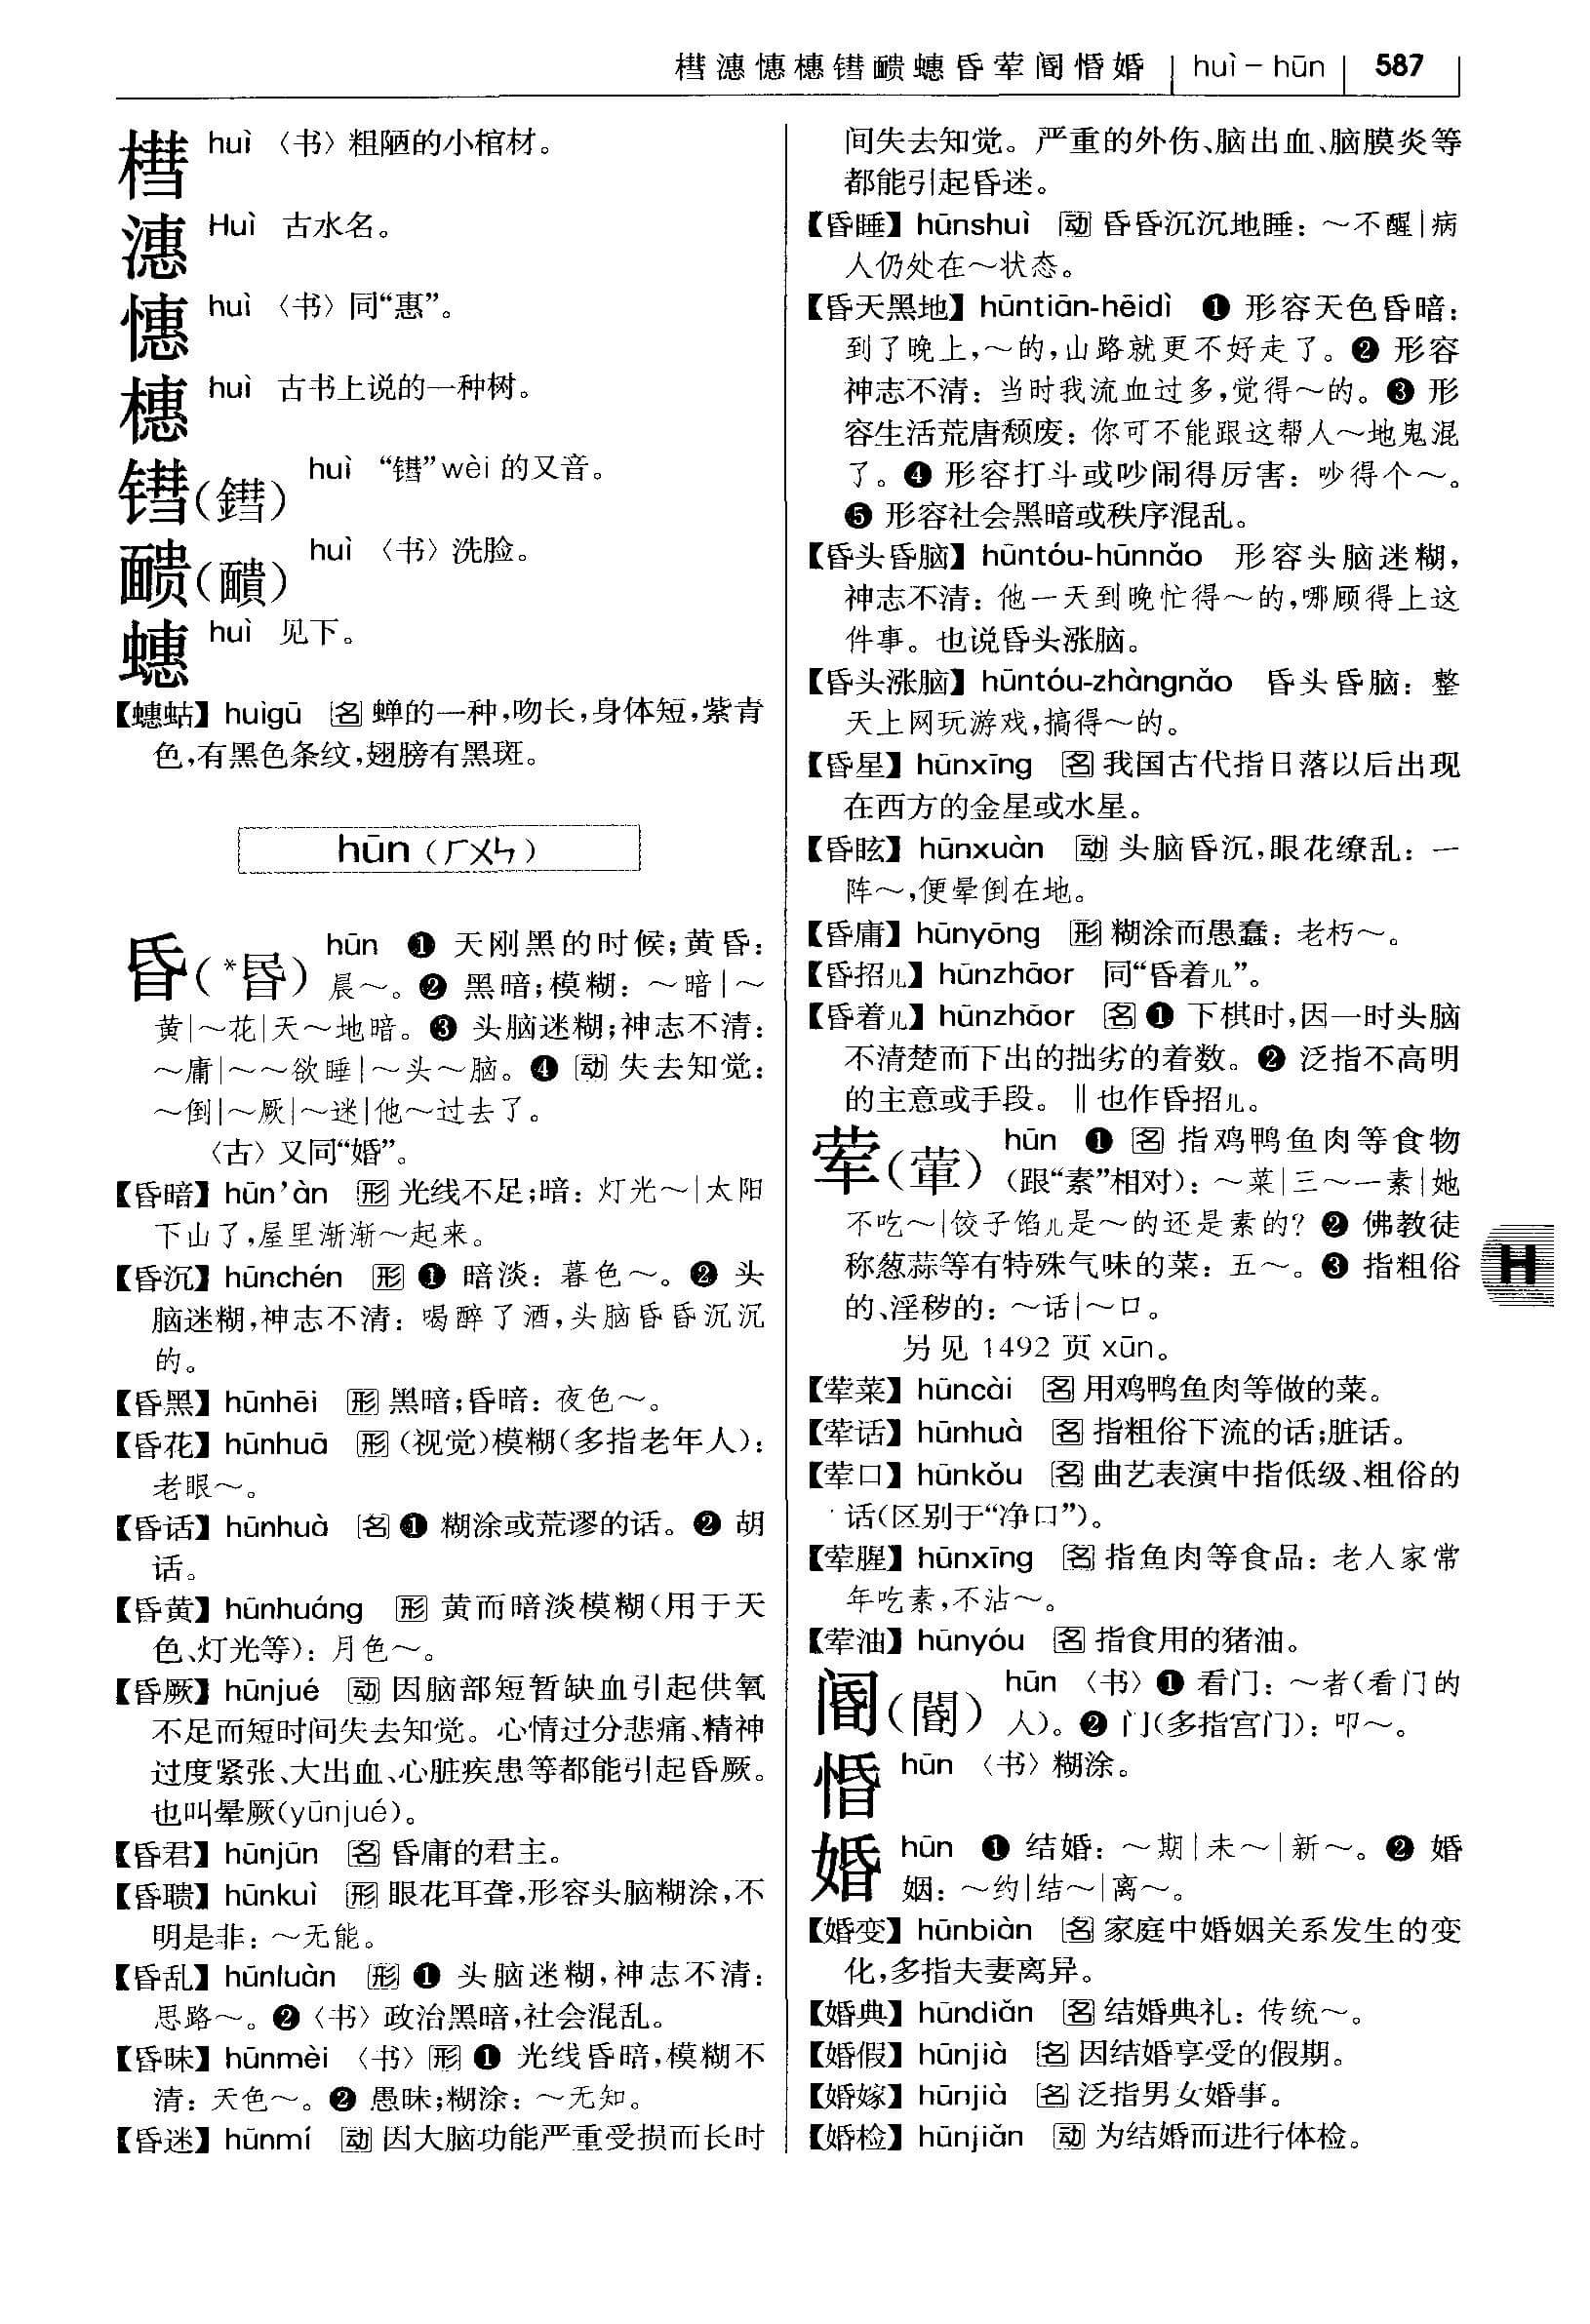 槥潓憓橞𰾄𩠠蟪昏荤阍惛婚 huì－hūn 587
槥 huì 〈书〉粗陋的小棺材。
潓 Huì 古水名。
憓 huì 〈书〉同“惠”。
橞 huì 古书上说的一种树。
(鏏) huì “”wèi 的又音。
(靧) huì 〈书〉洗脸。
蟪 huì 见下。
【蟪蛄】 huìgū 名 蝉的一种,吻长,身体短,紫青
色,有黑色条纹,翅膀有黑斑。
hūn (ㄏㄨㄣ)
昏(*昬) hūn ❶ 天刚黑的时候;黄昏:
晨～。❷ 黑暗;模糊: ～暗|～
黄|～花|天～地暗。❸ 头脑迷糊;神志不清:
～庸|～～欲睡|～头～脑。❹ 动 失去知觉:
～倒|～厥|～迷|他～过去了。
〈古〉又同“婚”。
【昏暗】 hūn’àn 形 光线不足;暗: 灯光～|太阳
下山了,屋里渐渐～起来。
【昏沉】 hūnchén 形 ❶ 暗淡: 暮色～。❷ 头
脑迷糊,神志不清: 喝醉了酒,头脑昏昏沉沉
的。
【昏黑】 hūnhēi 形 黑暗;昏暗: 夜色～。
【昏花】 hūnhuā 形 (视觉)模糊(多指老年人):
老眼～。
【昏话】 hūnhuà 名 ❶ 糊涂或荒谬的话。❷ 胡
话。
【昏黄】 hūnhuáng 形 黄而暗淡模糊(用于天
色、灯光等): 月色～。
【昏厥】 hūnjué 动 因脑部短暂缺血引起供氧
不足而短时间失去知觉。心情过分悲痛、精神
过度紧张、大出血、心脏疾患等都能引起昏厥。
也叫晕厥(yūnjué)。
【昏君】 hūnjūn 名 昏庸的君主。
【昏聩】 hūnkuì 形 眼花耳聋,形容头脑糊涂,不
明是非: ～无能。
【昏乱】 hūnluàn 形 ❶ 头脑迷糊,神志不清:
思路～。❷〈书〉政治黑暗,社会混乱。
【昏昧】 hūnmèi 〈书〉形 ❶ 光线昏暗,模糊不
清: 天色～。❷ 愚昧;糊涂: ～无知。
【昏迷】 hūnmí 动 因大脑功能严重受损而长时
间失去知觉。严重的外伤、脑出血、脑膜炎等
都能引起昏迷。
【昏睡】 hūnshuì 动 昏昏沉沉地睡: ～不醒|病
人仍处在～状态。
【昏天黑地】 hūntiān-hēidì ❶ 形容天色昏暗:
到了晚上,～的,山路就更不好走了。❷ 形容
神志不清: 当时我流血过多,觉得～的。❸ 形
容生活荒唐颓废: 你可不能跟这帮人～地鬼混
了。❹ 形容打斗或吵闹得厉害: 吵得个～。
❺ 形容社会黑暗或秩序混乱。
【昏头昏脑】 hūntóu-hūnnǎo 形容头脑迷糊,
神志不清: 他一天到晚忙得～的,哪顾得上这
件事。也说昏头涨脑。
【昏头涨脑】 hūntóu-zhàngnǎo 昏头昏脑: 整
天上网玩游戏,搞得～的。
【昏星】 hūnxīng 名 我国古代指日落以后出现
在西方的金星或水星。
【昏眩】 hūnxuàn 动 头脑昏沉,眼花缭乱: 一
阵～,便晕倒在地。
【昏庸】 hūnyōng 形 糊涂而愚蠢: 老朽～。
【昏招儿】 hūnzhāor 同“昏着儿”。
【昏着儿】 hūnzhāor 名 ❶ 下棋时,因一时头脑
不清楚而下出的拙劣的着数。❷ 泛指不高明
的主意或手段。‖也作昏招儿。
荤(葷) hūn ❶ 名 指鸡鸭鱼肉等食物
(跟“素”相对): ～菜|三～一素|她
不吃～|饺子馅儿是～的还是素的? ❷ 佛教徒
称葱蒜等有特殊气味的菜: 五～。❸ 指粗俗
的、淫秽的: ～话|～口。
另见 1492 页 xūn。
【荤菜】 hūncài 名 用鸡鸭鱼肉等做的菜。
【荤话】 hūnhuà 名 指粗俗下流的话;脏话。
【荤口】 hūnkǒu 名 曲艺表演中指低级、粗俗的
话(区别于“净口”)。
【荤腥】 hūnxīng 名 指鱼肉等食品: 老人家常
年吃素,不沾～。
【荤油】 hūnyóu 名 指食用的猪油。
阍(閽) hūn 〈书〉❶ 看门: ～者(看门的
人)。❷ 门(多指宫门): 叩～。
惛 hūn 〈书〉糊涂。
婚 hūn ❶ 结婚: ～期|未～|新～。❷ 婚
姻: ～约|结～|离～。
【婚变】 hūnbiàn 名 家庭中婚姻关系发生的变
化,多指夫妻离异。
【婚典】 hūndiǎn 名 结婚典礼: 传统～。
【婚假】 hūnjià 名 因结婚享受的假期。
【婚嫁】 hūnjià 名 泛指男女婚事。
【婚检】 hūnjiǎn 动 为结婚而进行体检。
H